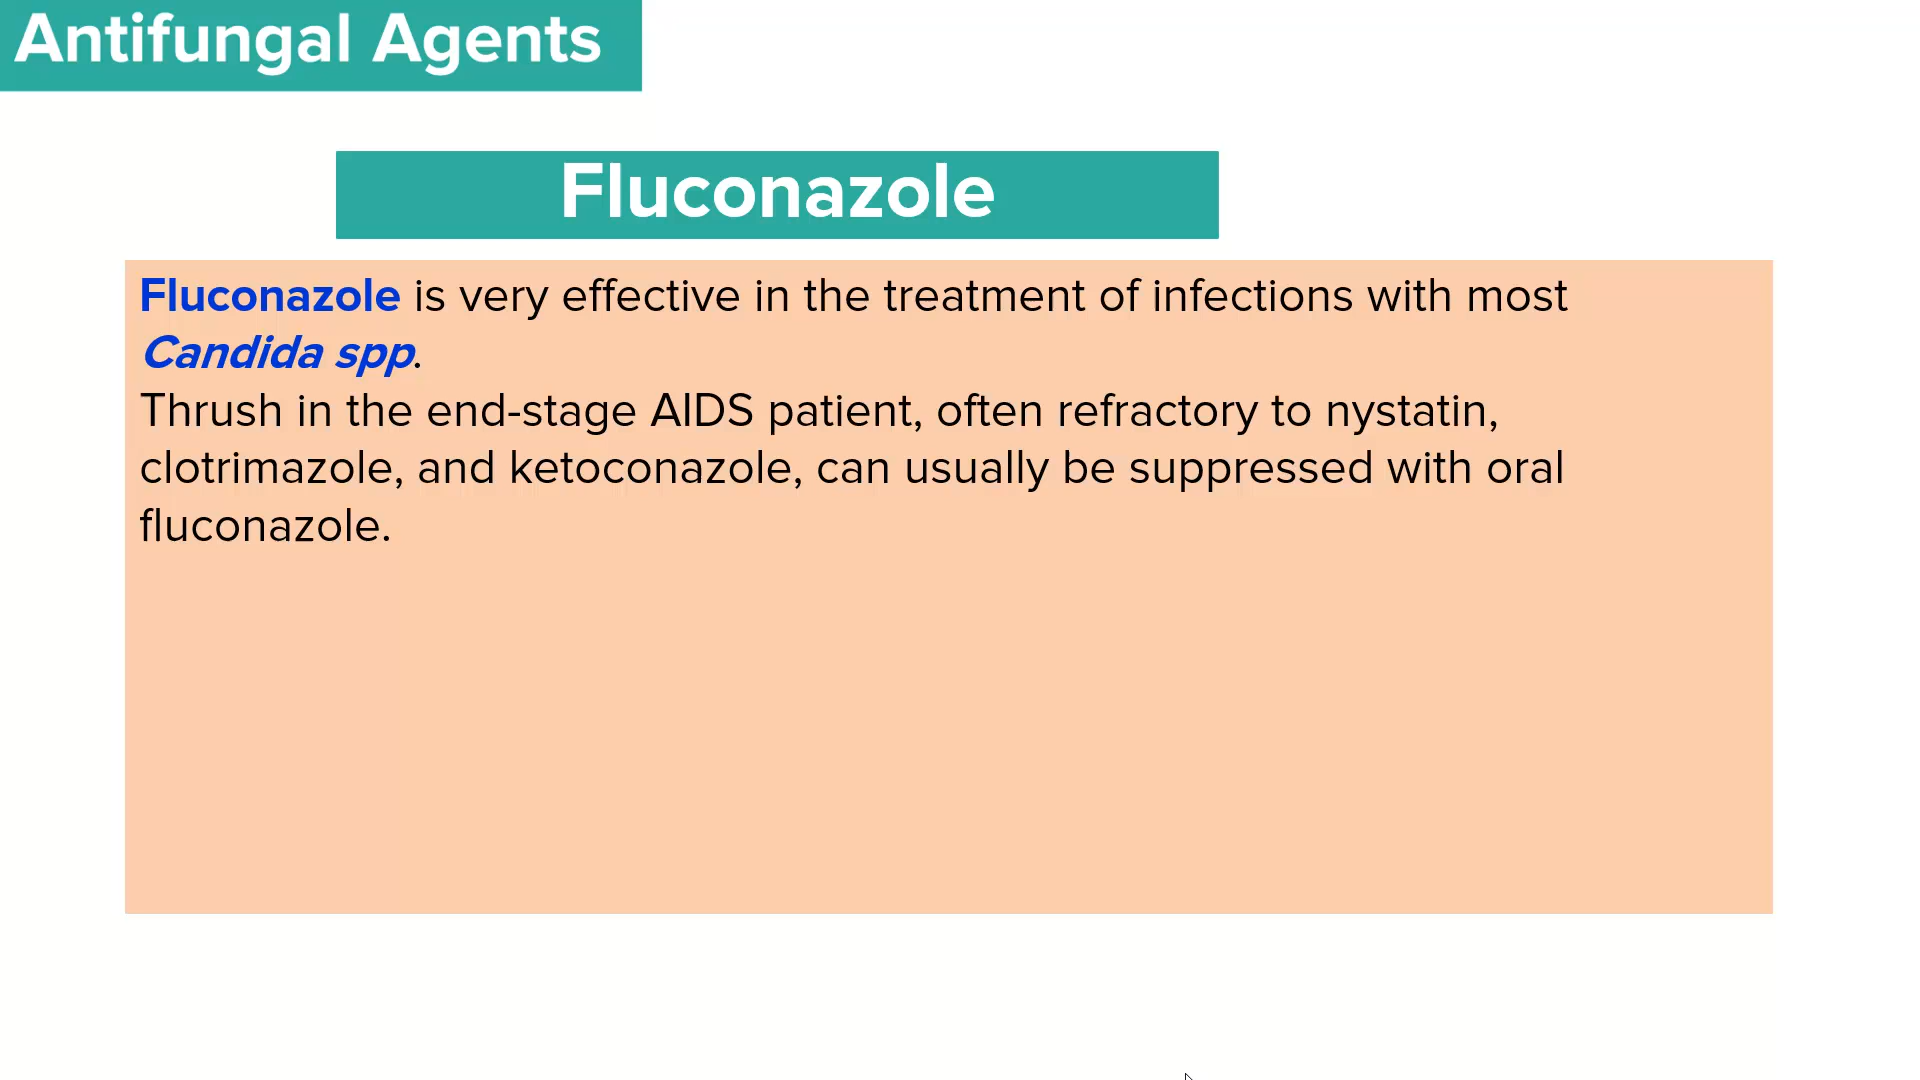 Antifungal Agents
Fluconazole
Fluconazole is very effective in the treatment of infections with most
Candida spp.
Thrush in the end-stage AIDS patient, often refractory to nystatin,
clotrimazole, and ketoconazole, can usually be suppressed with oral
fluconazole.